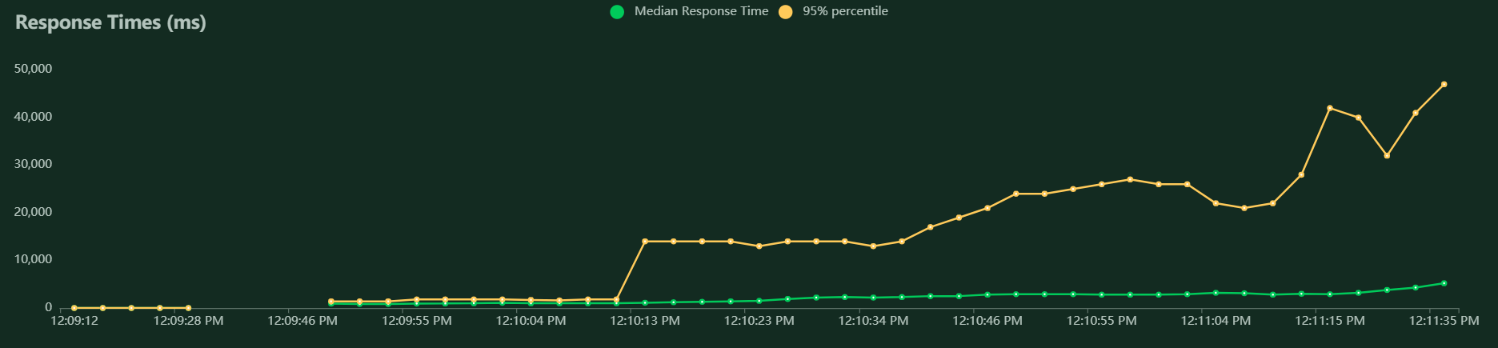 Response Times (ms)
Median Response Time 95% percentile
50,000
40,000
30,000
20,000
10,000
0
12:09:12 12:09:28 PM 12:09:46 PM 12:09:55 PM 12:10:04 PM 12:10:13 PM 12:10:23 PM 12:10:34 PM 12:10:46 PM 12:10:55 PM 12:11:04 PM 12:11:15 PM 12:11:35 PM